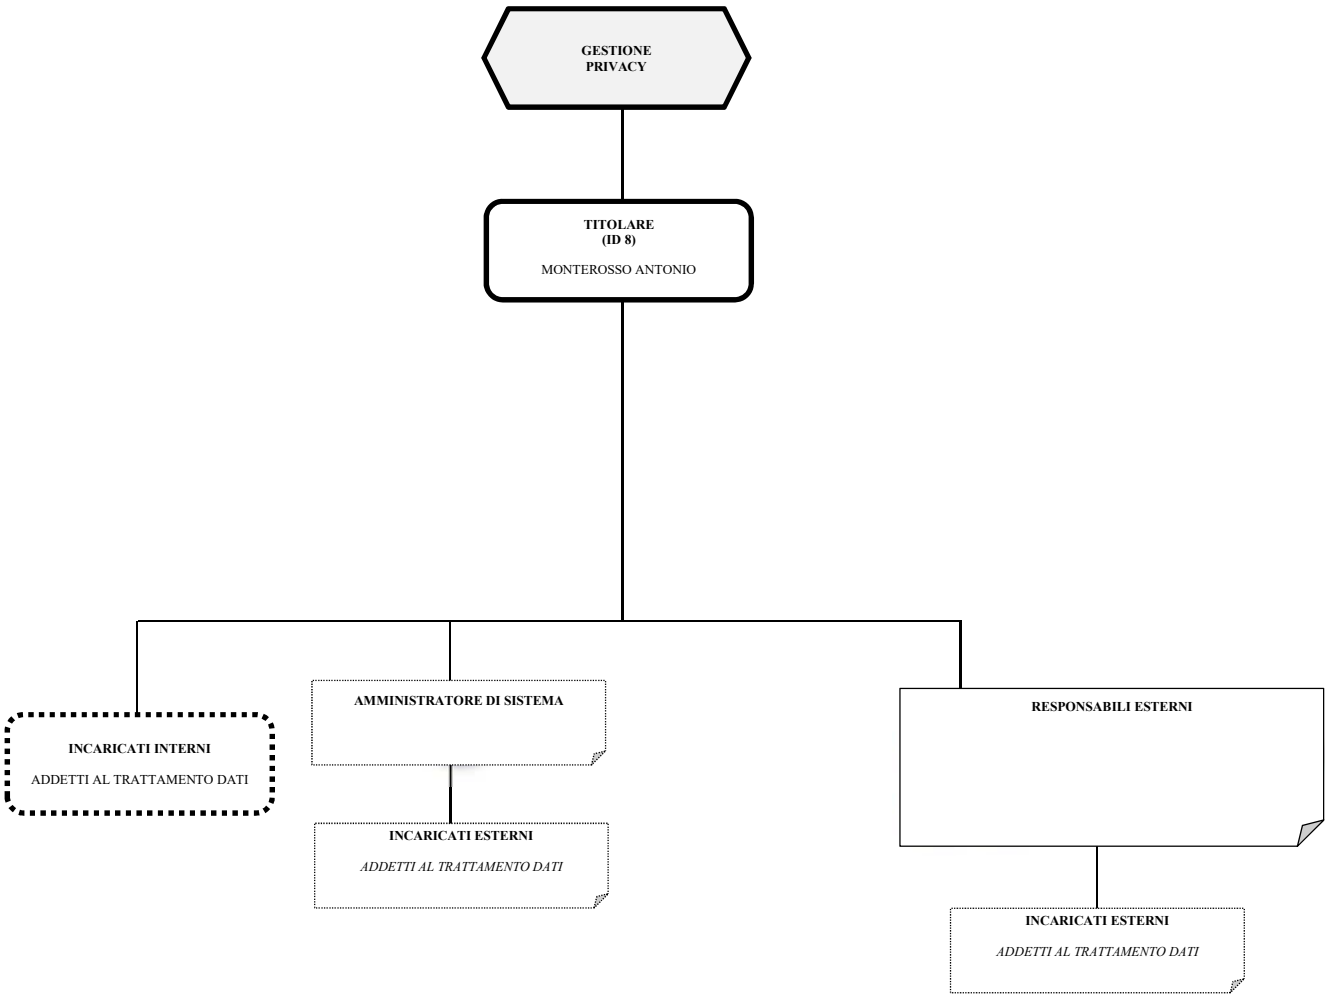 GESTIONE
PRIVACY
TITOLARE
(ID 8)
MONTEROSSO ANTONIO
AMMINISTRATORE DI SISTEMA
RESPONSABILI ESTERNI
INCARICATI INTERNI
ADDETTI AL TRATTAMENTO DATI
INCARICATI ESTERNI
ADDETTI AL TRATTAMENTO DATI
INCARICATI ESTERNI
ADDETTI AL TRATTAMENTO DATI